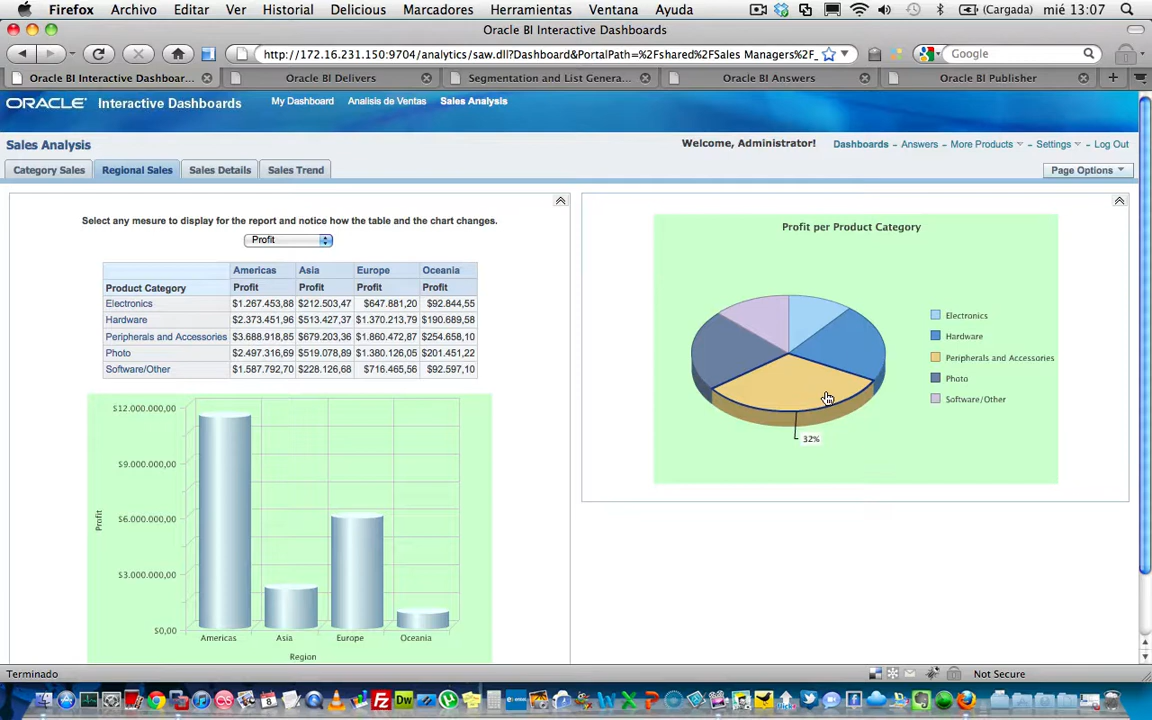 Firefox Archivo Editar Ver Historial Delicious Marcadores Herramientas Ventana Ayuda (Cargada) mié 13:07
Oracle BI Interactive Dashboards
http://172.16.231.150:9704/analytics/saw.dll?Dashboard&PortalPath=%2Fshared%2FSales Managers%2F_ Google
Oracle BI Interactive Dashboar... Oracle BI Delivers Segmentation and List Genera... Oracle BI Answers Oracle BI Publisher
ORACLE Interactive Dashboards My Dashboard Analisis de Ventas Sales Analysis
Sales Analysis Welcome, Administrator! Dashboards - Answers - More Products - Settings - Log Out
Category Sales Regional Sales Sales Details Sales Trend Page Options
Select any mesure to display for the report and notice how the table and the chart changes.
Profit
Americas Asia Europe Oceania
Product Category Profit Profit Profit Profit
Electronics $1.267.453,88 $212.503,47 $647.881,20 $92.844,55
Hardware $2.373.451,96 $513.427,37 $1.370.213,79 $190.689,58
Peripherals and Accessories $3.688.918,85 $679.203,36 $1.860.472,87 $254.658,10
Photo $2.497.316,69 $519.078,89 $1.380.126,05 $201.451,22
Software/Other $1.587.792,70 $228.126,68 $716.465,56 $92.597,10
$12.000.000,00
$9.000.000,00
$6.000.000,00
$3.000.000,00
$0,00
Profit
Americas Asia Europe Oceania
Region
Profit per Product Category
Electronics
Hardware
Peripherals and Accessories
Photo
Software/Other
32%
Terminado Not Secure